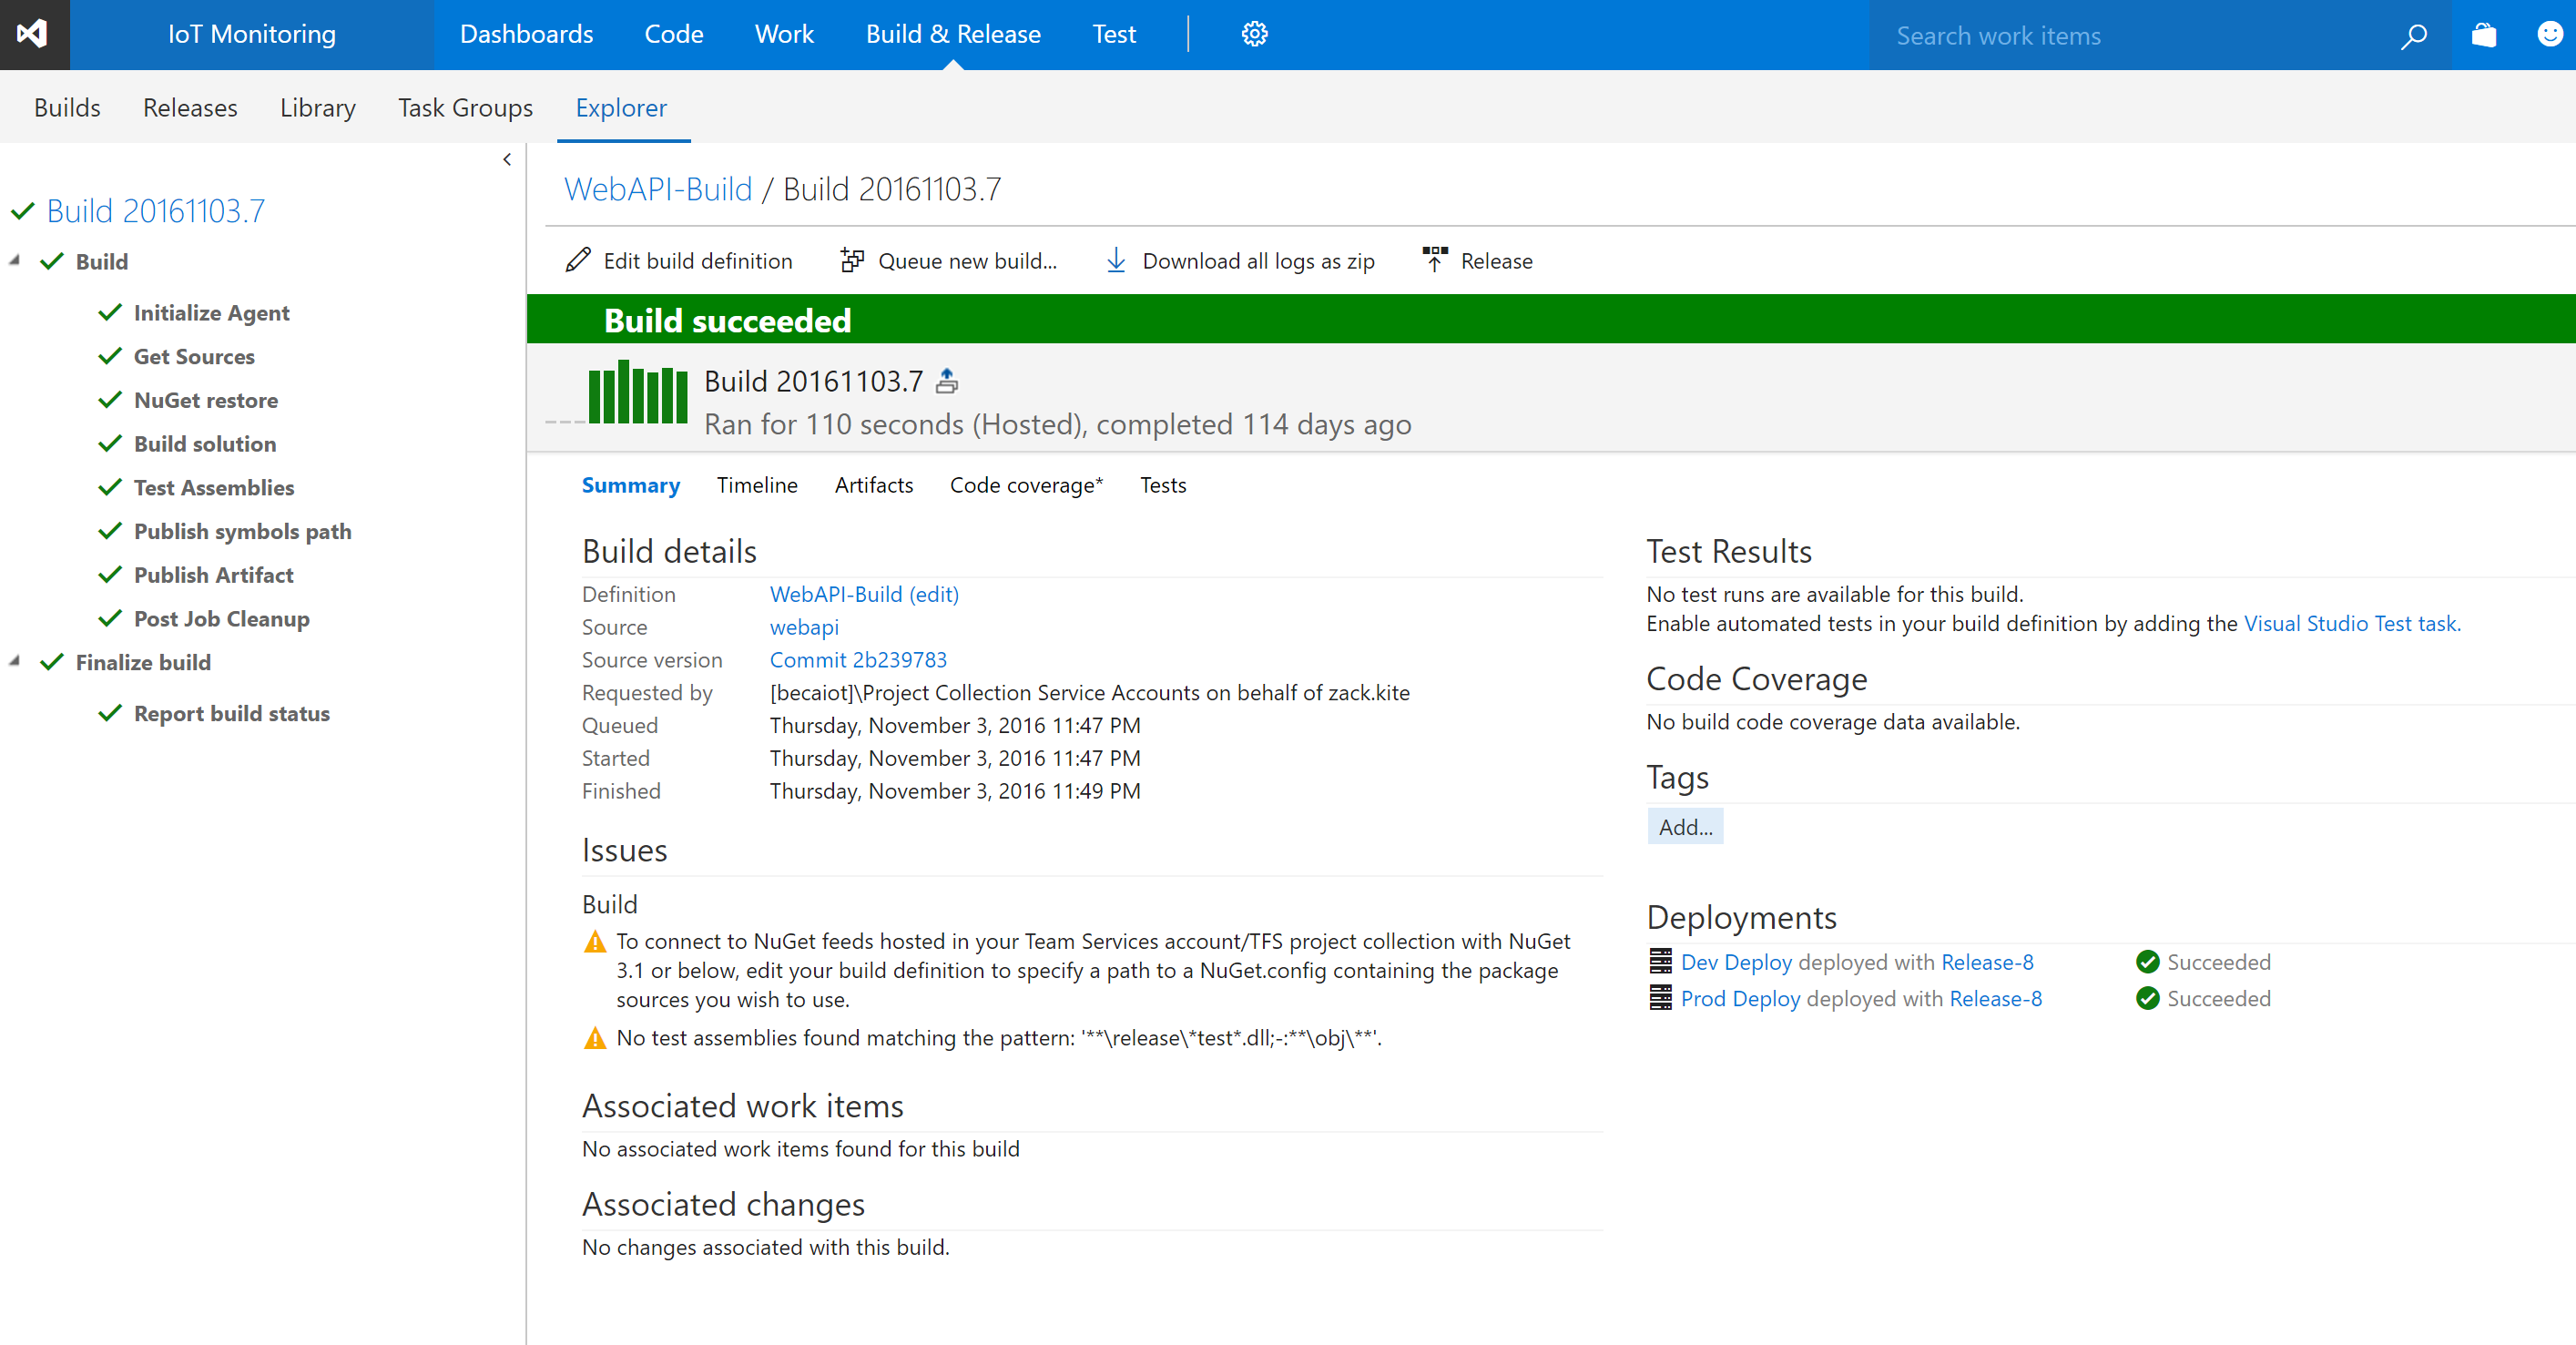 IoT Monitoring
Dashboards Code Work Build & Release Test
Search work items
Builds Releases Library Task Groups Explorer
Build 20161103.7
Build
Initialize Agent
Get Sources
NuGet restore
Build solution
Test Assemblies
Publish symbols path
Publish Artifact
Post Job Cleanup
Finalize build
Report build status
WebAPI-Build / Build 20161103.7
Edit build definition Queue new build... Download all logs as zip Release
Build succeeded
Build 20161103.7
Ran for 110 seconds (Hosted), completed 114 days ago
Summary Timeline Artifacts Code coverage* Tests
Build details
Definition WebAPI-Build (edit)
Source webapi
Source version Commit 2b239783
Requested by [becaiot]\Project Collection Service Accounts on behalf of zack.kite
Queued Thursday, November 3, 2016 11:47 PM
Started Thursday, November 3, 2016 11:47 PM
Finished Thursday, November 3, 2016 11:49 PM
Issues
Build
To connect to NuGet feeds hosted in your Team Services account/TFS project collection with NuGet
3.1 or below, edit your build definition to specify a path to a NuGet.config containing the package
sources you wish to use.
No test assemblies found matching the pattern: '**\release\*test*.dll;-:**\obj\**'.
Associated work items
No associated work items found for this build
Associated changes
No changes associated with this build.
Test Results
No test runs are available for this build.
Enable automated tests in your build definition by adding the Visual Studio Test task.
Code Coverage
No build code coverage data available.
Tags
Add...
Deployments
Dev Deploy deployed with Release-8 Succeeded
Prod Deploy deployed with Release-8 Succeeded